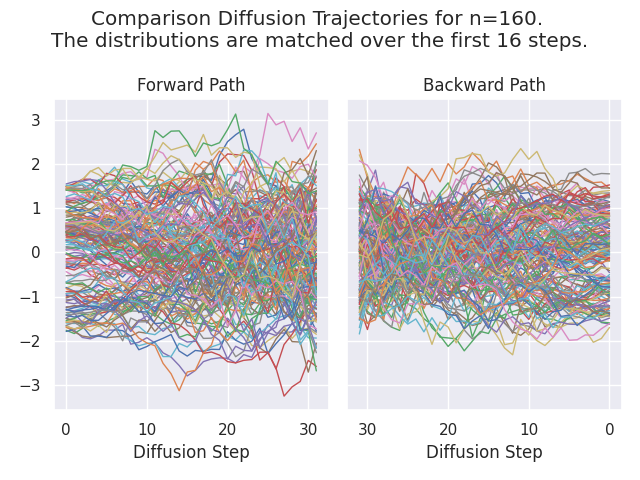 Comparison Diffusion Trajectories for n=160.
The distributions are matched over the first 16 steps.
Forward Path
Backward Path
3
2
1
0
−1
−2
−3
0 10 20 30
30 20 10 0
Diffusion Step
Diffusion Step